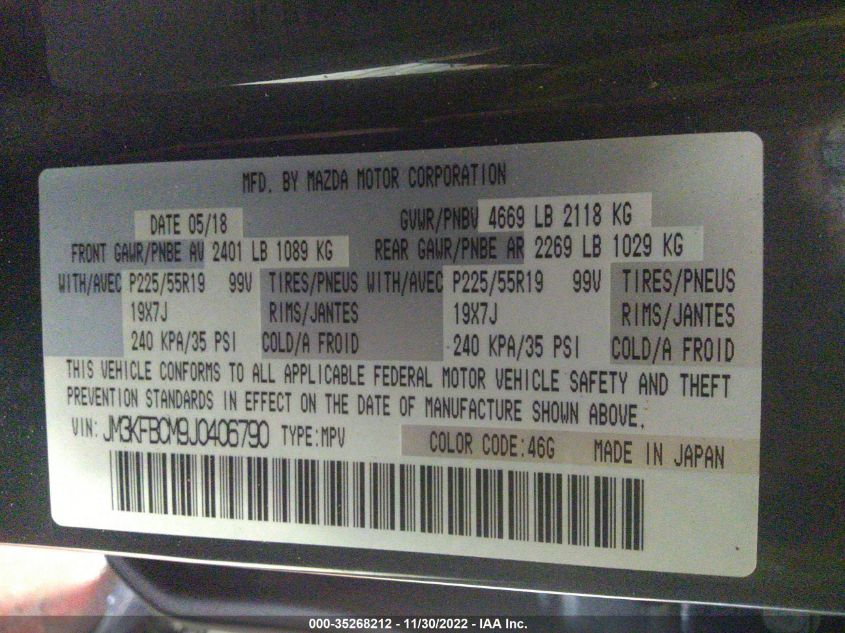 MFD. BY MAZDA MOTOR CORPORATION
DATE 05/18 GVWR/PNBV 4669 LB 2118 KG
FRONT GAWR/PNBE AV 2401 LB 1089 KG REAR GAWR/PNBE AR 2269 LB 1029 KG
WITH/AVEC P225/55R19 99V TIRES/PNEUS WITH/AVEC P225/55R19 99V TIRES/PNEUS
19X7J RIMS/JANTES 19X7J RIMS/JANTES
240 KPA/35 PSI COLD/A FROID 240 KPA/35 PSI COLD/A FROID
THIS VEHICLE CONFORMS TO ALL APPLICABLE FEDERAL MOTOR VEHICLE SAFETY AND THEFT
PREVENTION STANDARDS IN EFFECT ON THE DATE OF MANUFACTURE SHOWN ABOVE.
VIN: JM3KFBCM9J0406790 TYPE:MPV COLOR CODE:46G MADE IN JAPAN
000-35268212 - 11/30/2022 - IAA Inc.